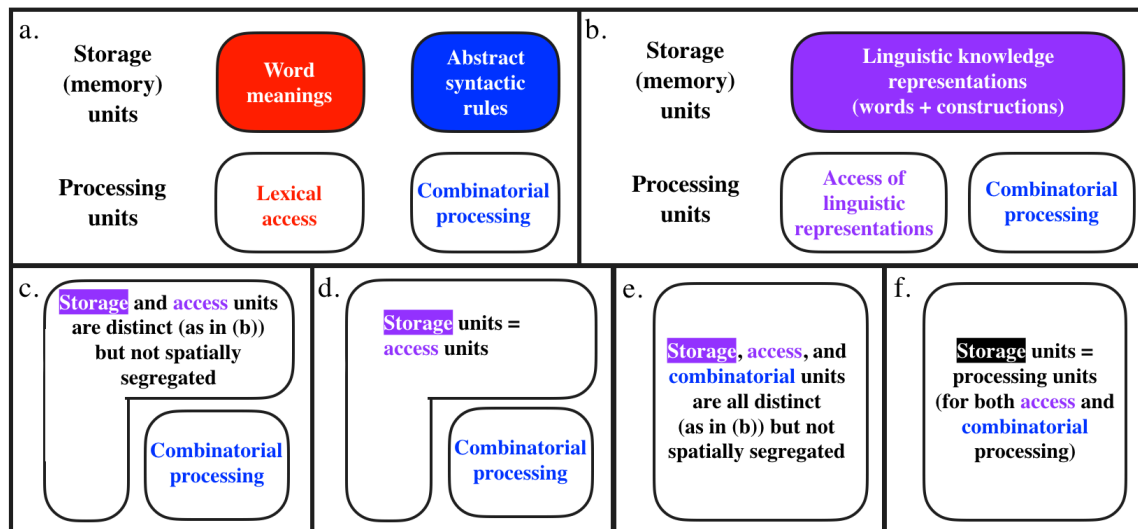 a.
Storage
(memory)
units
Word
meanings
Abstract
syntactic
rules
Processing
units
Lexical
access
Combinatorial
processing
b.
Storage
(memory)
units
Linguistic knowledge
representations
(words + constructions)
Processing
units
Access of
linguistic
representations
Combinatorial
processing
c.
Storage and access units
are distinct (as in (b))
but not spatially
segregated
Combinatorial
processing
d.
Storage units =
access units
Combinatorial
processing
e.
Storage, access, and
combinatorial units
are all distinct
(as in (b)) but not
spatially segregated
f.
Storage units =
processing units
(for both access and
combinatorial
processing)